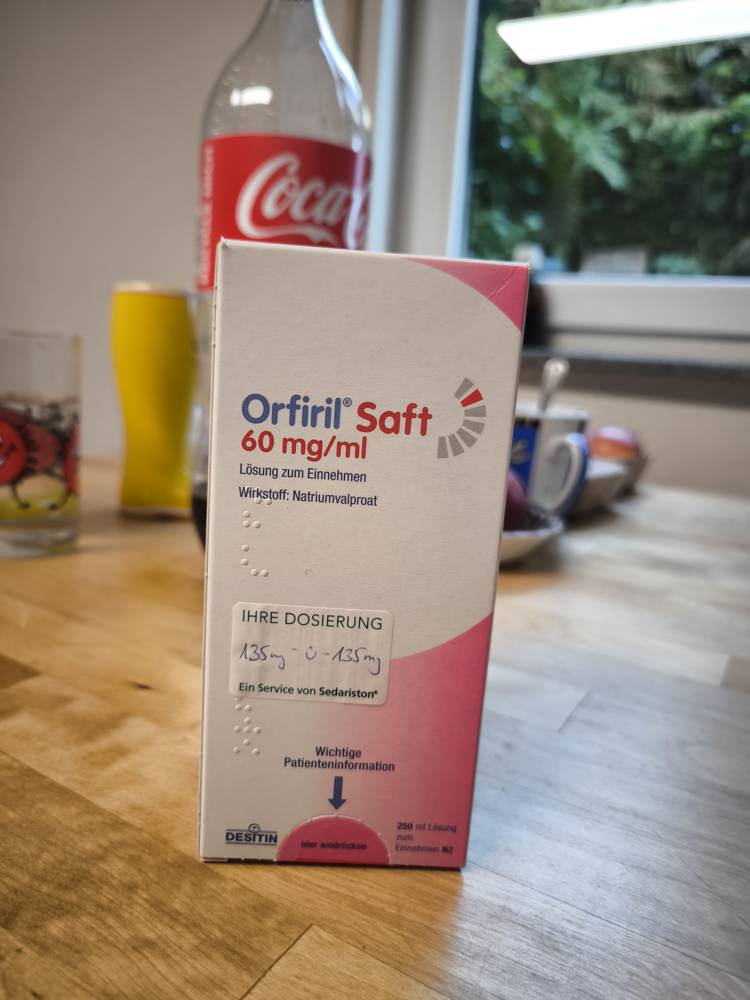 Coca
Orfiril® Saft
60 mg/ml
Lösung zum Einnehmen
Wirkstoff: Natriumvalproat
IHRE DOSIERUNG
135mg - 0 - 135mg
Ein Service von Sedariston®
Wichtige
Patienteninformation
hier eindrücken
DESITIN
250 ml Lösung
zum
Einnehmen N2